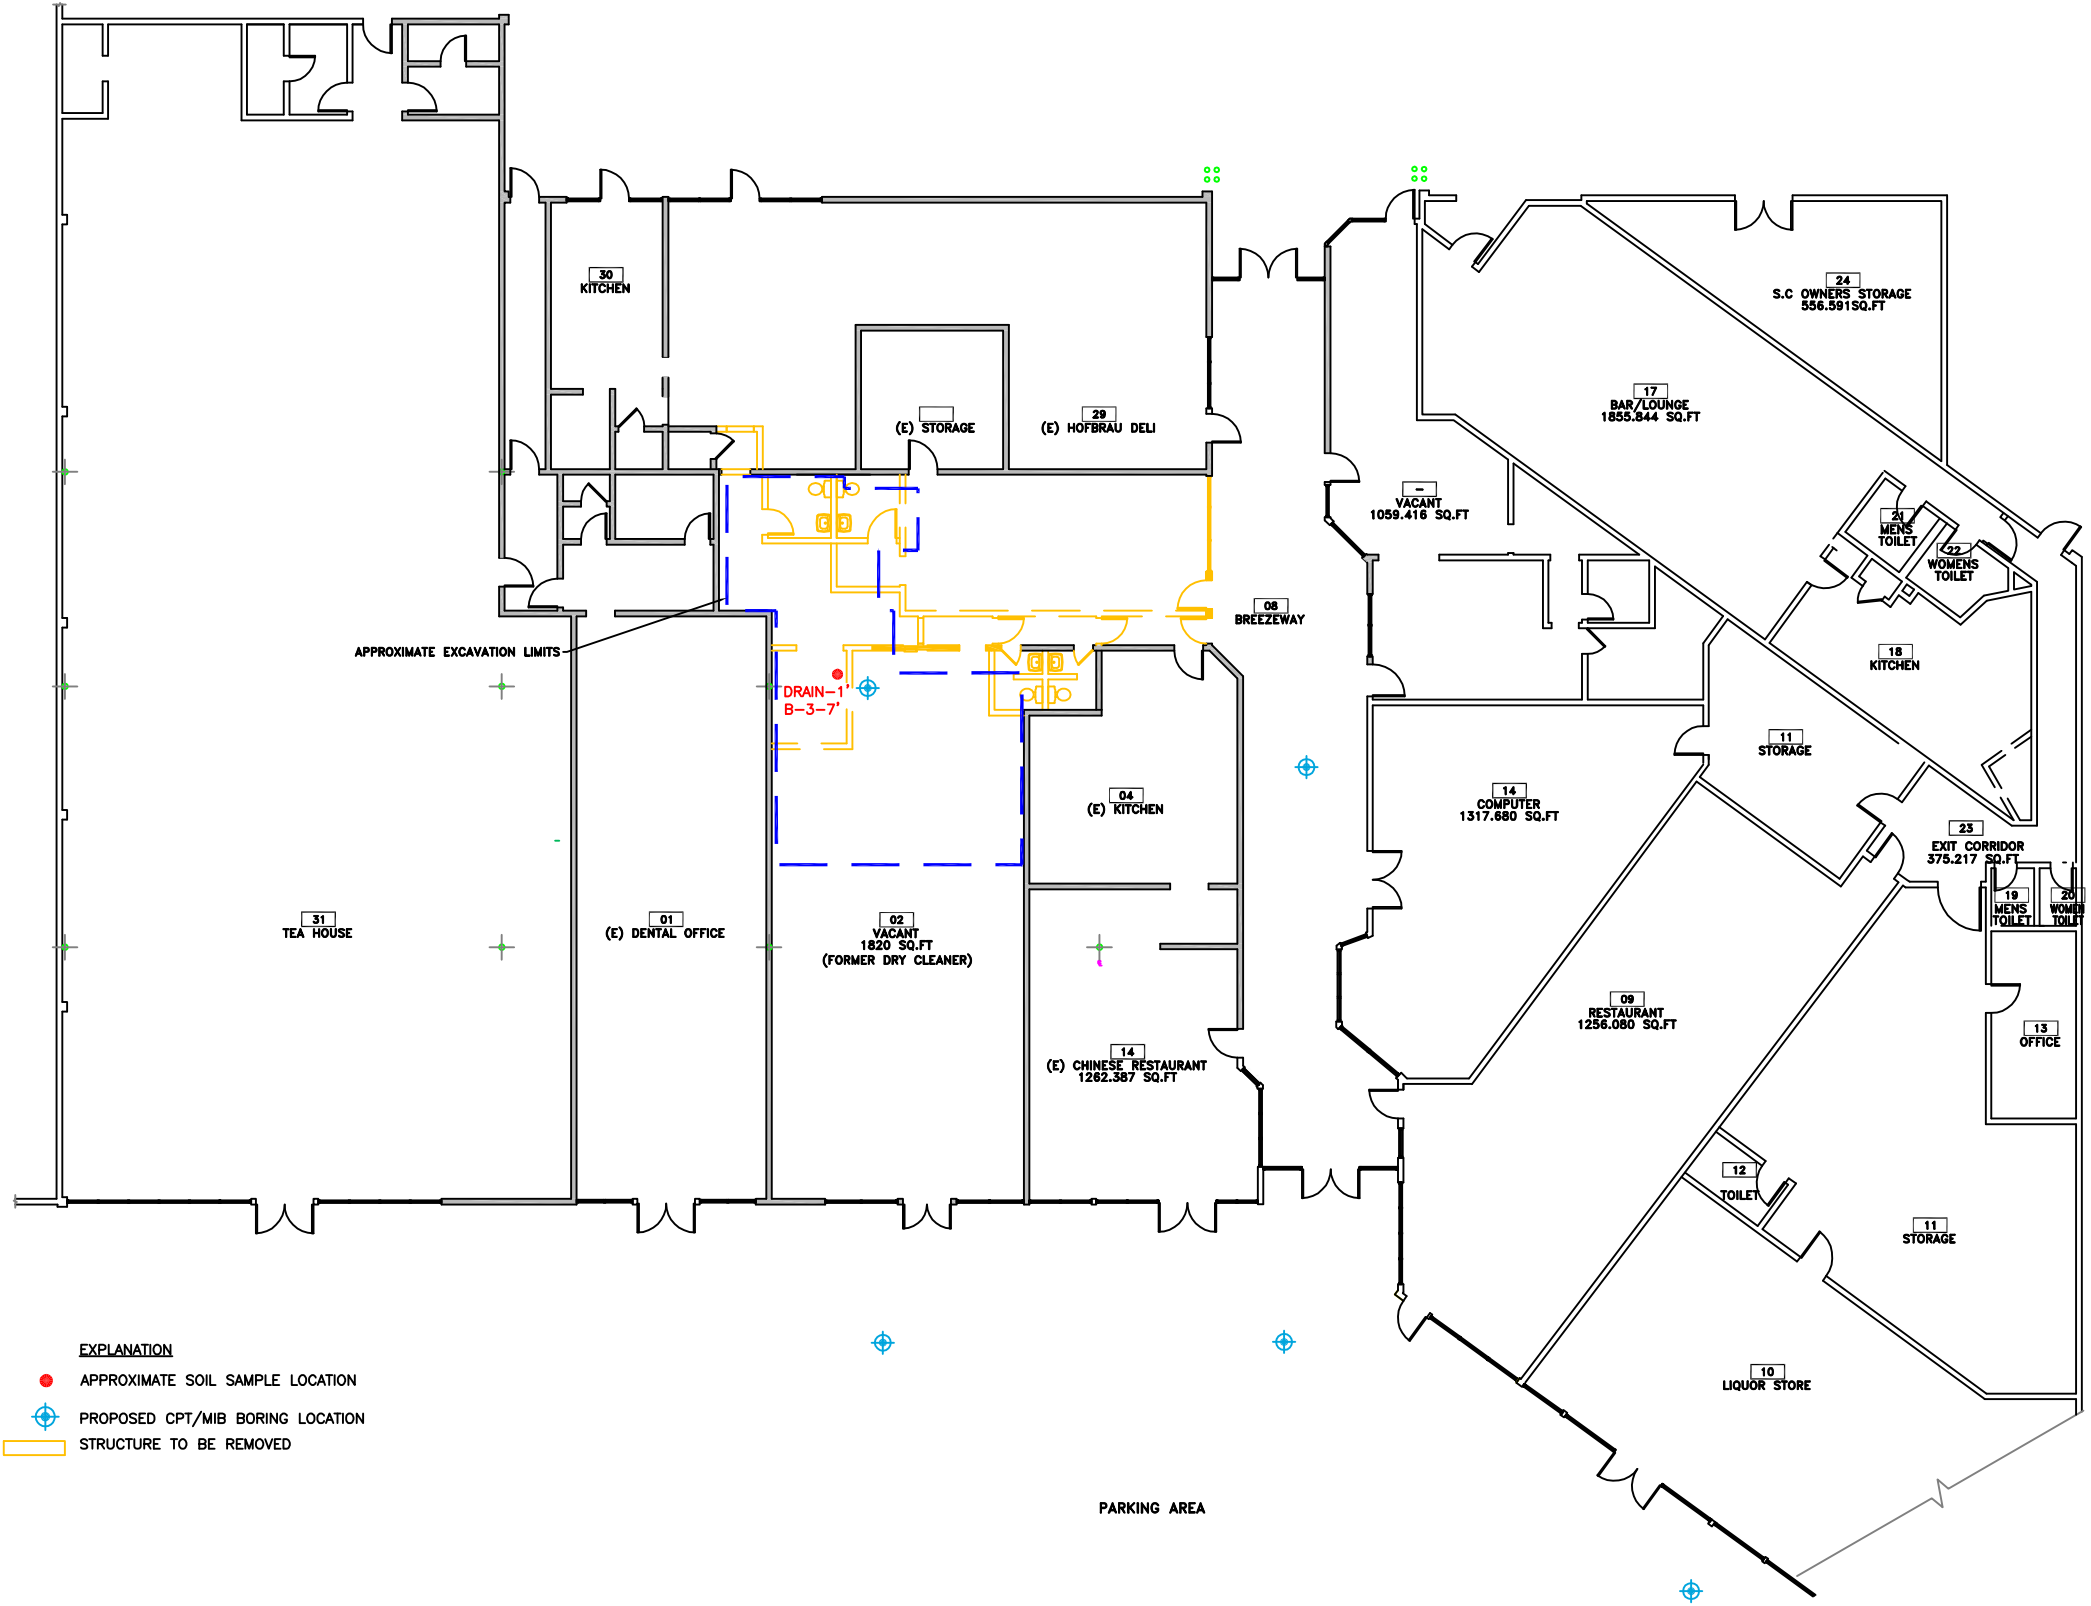 30
KITCHEN
24
S.C OWNERS STORAGE
556.591SQ.FT
17
BAR/LOUNGE
1855.844 SQ.FT
(E) STORAGE
29
(E) HOFBRAU DELI
-
VACANT
1059.416 SQ.FT
21
MENS
TOILET
22
WOMENS
TOILET
08
BREEZEWAY
APPROXIMATE EXCAVATION LIMITS
18
KITCHEN
DRAIN-1'
B-3-7'
11
STORAGE
04
(E) KITCHEN
14
COMPUTER
1317.680 SQ.FT
23
EXIT CORRIDOR
375.217 SQ.FT
19
MENS
TOILET
20
WOMEN
TOILET
31
TEA HOUSE
01
(E) DENTAL OFFICE
02
VACANT
1820 SQ.FT
(FORMER DRY CLEANER)
09
RESTAURANT
1256.080 SQ.FT
13
OFFICE
14
(E) CHINESE RESTAURANT
1262.387 SQ.FT
12
TOILET
11
STORAGE
10
LIQUOR STORE
EXPLANATION
APPROXIMATE SOIL SAMPLE LOCATION
PROPOSED CPT/MIB BORING LOCATION
STRUCTURE TO BE REMOVED
PARKING AREA